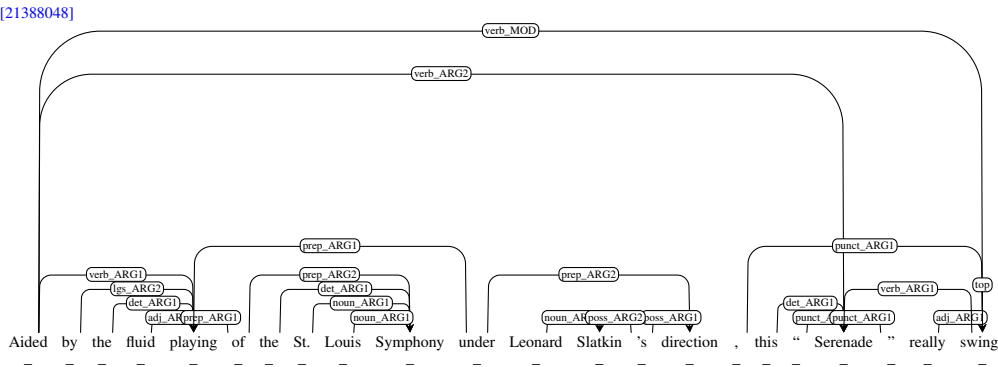 [21388048]
verb_MOD
verb_ARG2
prep_ARG1 punct_ARG1
verb_ARG1 prep_ARG2 prep_ARG2
top
lgs_ARG2 det_ARG1 verb_ARG1
det_ARG1 noun_ARG1 det_ARG1
prep_ARG1 noun_ARG1 poss_ARG2 punct_ARG1 adj_ARG1
Aided by the fluid playing of the St. Louis Symphony under Leonard Slatkin 's direction , this “ Serenade ” really swing
_ _ _ _ _ _ _ _ _ _ _ _ _ _ _ _ _ _ _ _ _ _